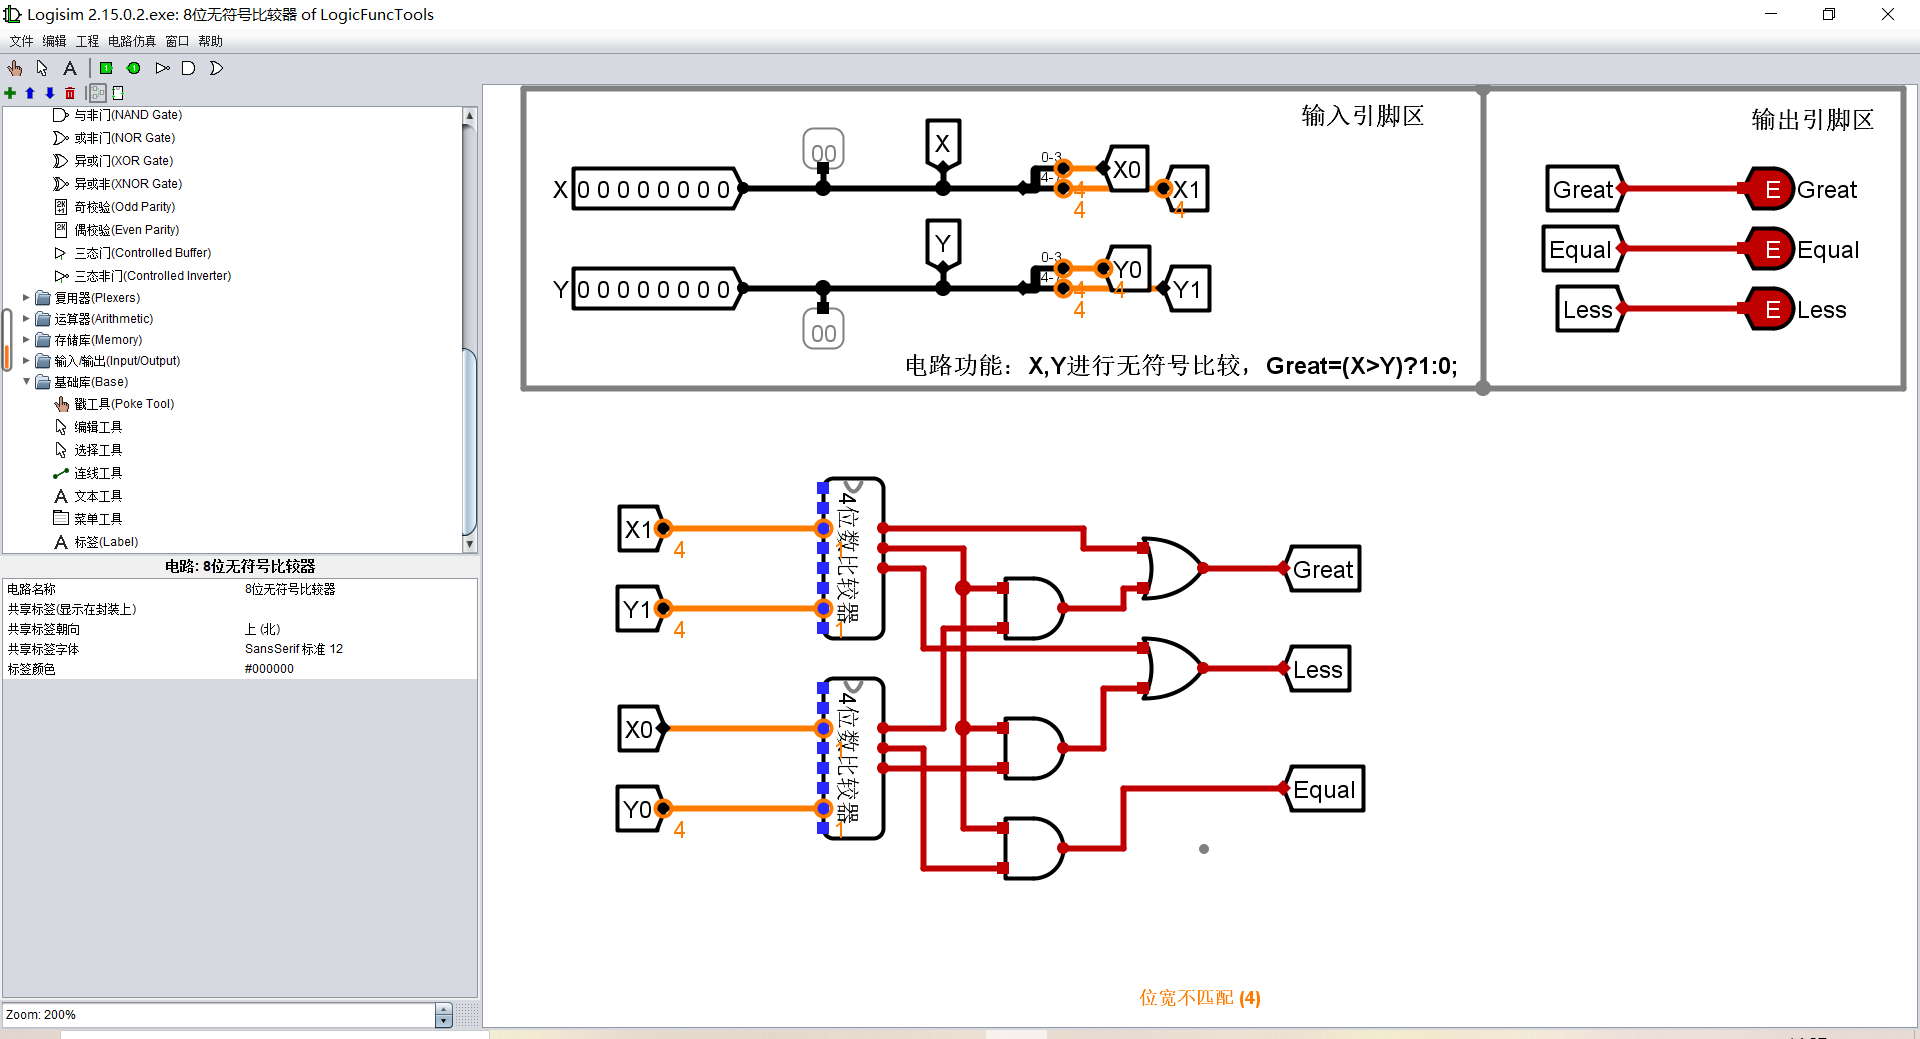 Logisim 2.15.0.2.exe: 8位无符号比较器 of LogicFuncTools
文件 编辑 工程 电路仿真 窗口 帮助
与非门(NAND Gate)
或非门(NOR Gate)
异或门(XOR Gate)
异或非(XNOR Gate)
奇校验(Odd Parity)
偶校验(Even Parity)
三态门(Controlled Buffer)
三态非门(Controlled Inverter)
复用器(Plexers)
运算器(Arithmetic)
存储库(Memory)
输入/输出(Input/Output)
基础库(Base)
戳工具(Poke Tool)
编辑工具
选择工具
连线工具
文本工具
菜单工具
标签(Label)
电路: 8位无符号比较器
电路名称 8位无符号比较器
共享标签(显示在封装上)
共享标签朝向 上 (北)
共享标签字体 SansSerif 标准 12
标签颜色 #000000
Zoom: 200%
输入引脚区
输出引脚区
00
X
X 0 0 0 0 0 0 0 0
0-3
4-7
X0
X1
4
4
4
Y
Y 0 0 0 0 0 0 0 0
0-3
4-7
Y0
Y1
4
4
4
00
电路功能：X,Y进行无符号比较，Great=(X>Y)?1:0;
Great E Great
Equal E Equal
Less E Less
X1
4
Y1
4
4位数比较器
1
1
X0
Y0
4
4位数比较器
1
1
Great
Less
Equal
位宽不匹配 (4)